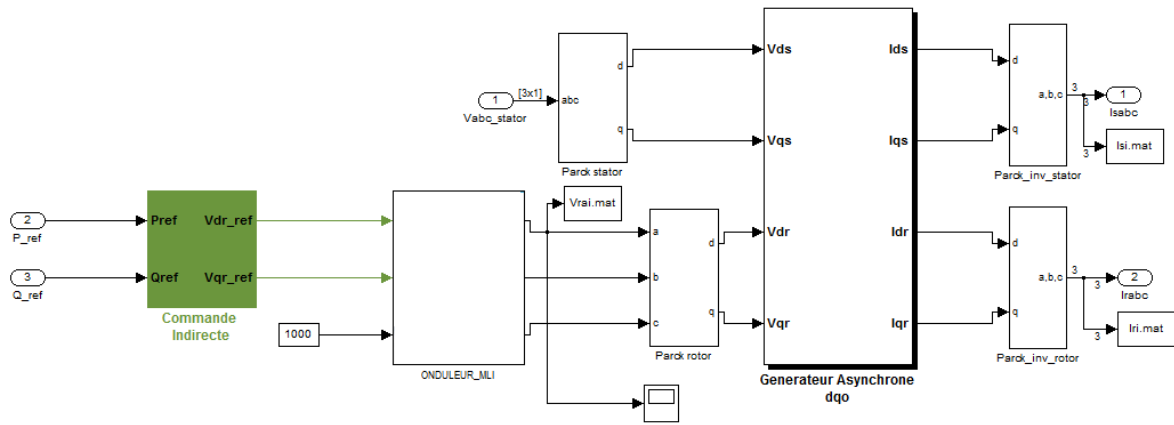 1
Vabc_stator
[3x1]
abc
d
q
Parck stator
Vds
Vqs
Vdr
Vqr
Ids
Iqs
Idr
Iqr
Generateur Asynchrone
dqo
d
q
a,b,c
Parck_inv_stator
3
3
1
Isabc
3
Isi.mat
2
P_ref
3
Q_ref
Pref
Qref
Vdr_ref
Vqr_ref
Commande
Indirecte
1000
ONDULEUR_MLI
Vrai.mat
a
b
c
d
q
Parck rotor
d
q
a,b,c
Parck_inv_rotor
3
3
2
Irabc
3
Iri.mat